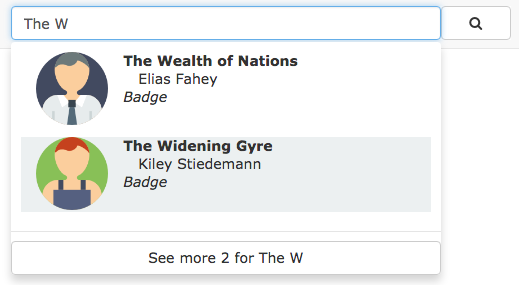 The W
The Wealth of Nations
Elias Fahey
Badge
The Widening Gyre
Kiley Stiedemann
Badge
See more 2 for The W